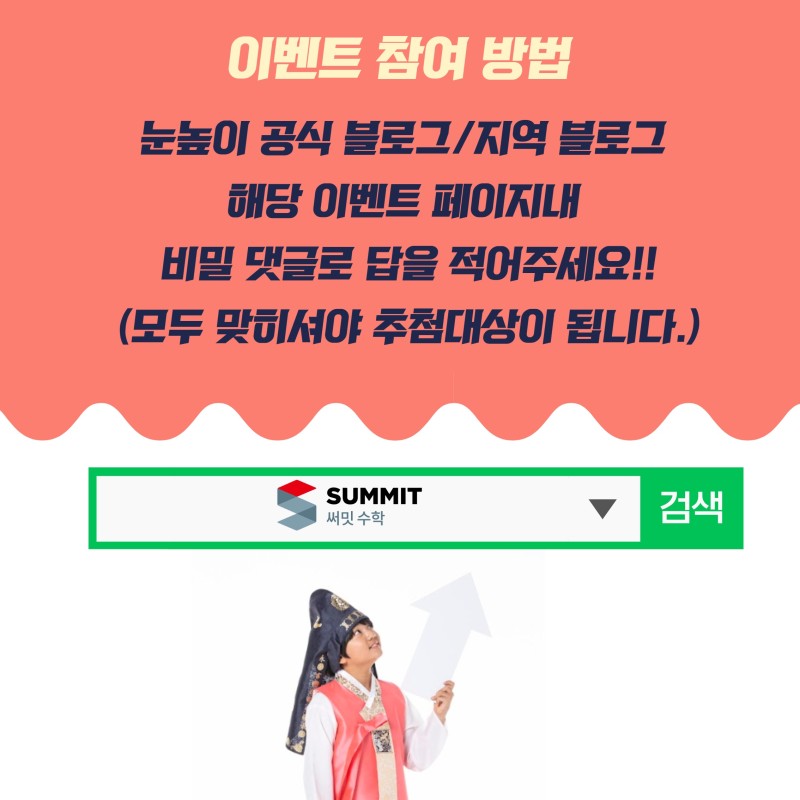 이벤트 참여 방법
눈높이 공식 블로그/지역 블로그
해당 이벤트 페이지내
비밀 댓글로 답을 적어주세요!!
(모두 맞히셔야 추첨대상이 됩니다.)
SUMMIT
써밋 수학
검색